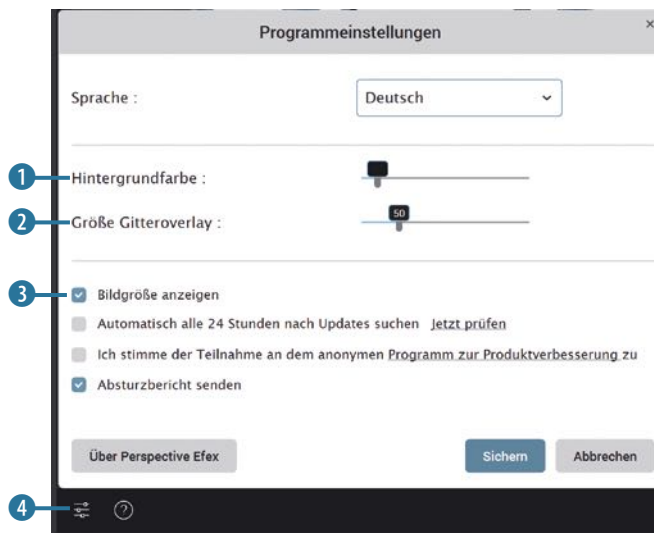 Programmeinstellungen ×
Sprache : Deutsch
1 Hintergrundfarbe :
2 Größe Gitteroverlay : 50
3 Bildgröße anzeigen
Automatisch alle 24 Stunden nach Updates suchen Jetzt prüfen
Ich stimme der Teilnahme an dem anonymen Programm zur Produktverbesserung zu
Absturzbericht senden
Über Perspective Efex Sichern Abbrechen
4 ?